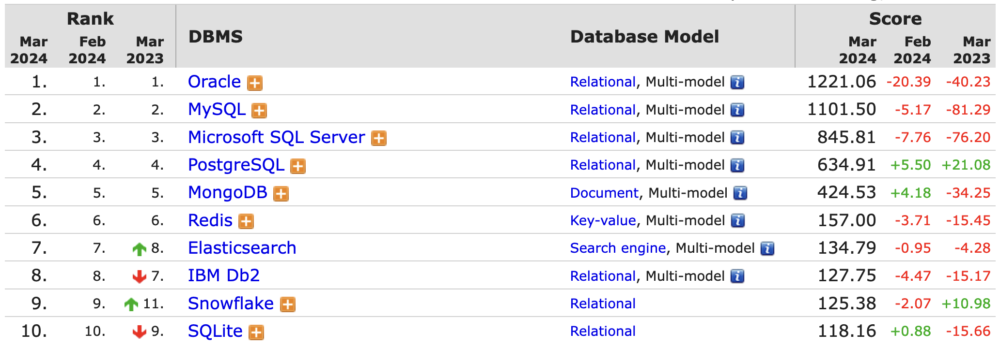 Rank Score
DBMS Database Model
Mar Feb Mar Mar Feb Mar
2024 2024 2023 2024 2024 2023
1. 1. 1. Oracle Relational, Multi-model i 1221.06 -20.39 -40.23
2. 2. 2. MySQL Relational, Multi-model i 1101.50 -5.17 -81.29
3. 3. 3. Microsoft SQL Server Relational, Multi-model i 845.81 -7.76 -76.20
4. 4. 4. PostgreSQL Relational, Multi-model i 634.91 +5.50 +21.08
5. 5. 5. MongoDB Document, Multi-model i 424.53 +4.18 -34.25
6. 6. 6. Redis Key-value, Multi-model i 157.00 -3.71 -15.45
7. 7. 8. Elasticsearch Search engine, Multi-model i 134.79 -0.95 -4.28
8. 8. 7. IBM Db2 Relational, Multi-model i 127.75 -4.47 -15.17
9. 9. 11. Snowflake Relational 125.38 -2.07 +10.98
10. 10. 9. SQLite Relational 118.16 +0.88 -15.66